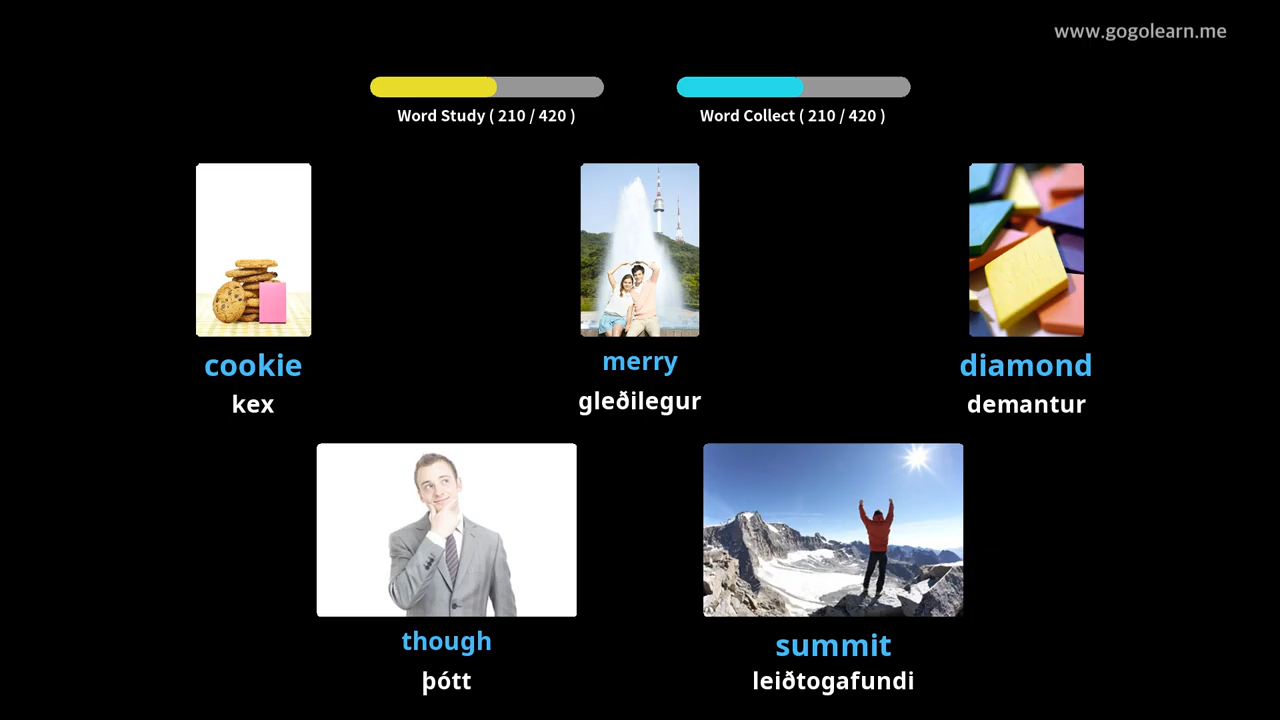 www.gogolearn.me
Word Study ( 210 / 420 )
Word Collect ( 210 / 420 )
cookie
kex
merry
gleðilegur
diamond
demantur
though
þótt
summit
leiðtogafundi